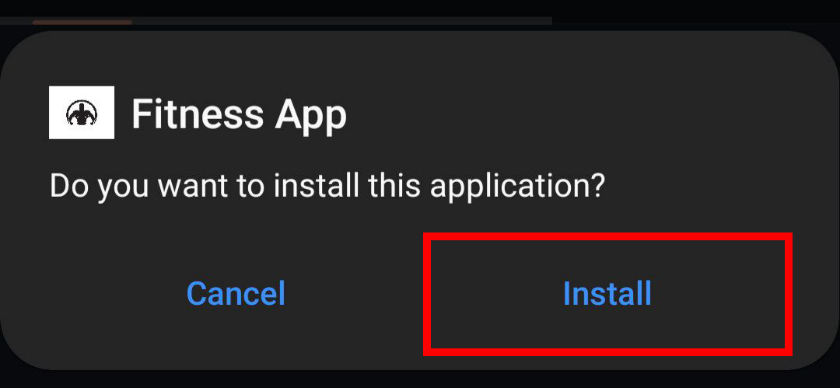 Fitness App
Do you want to install this application?
Cancel
Install